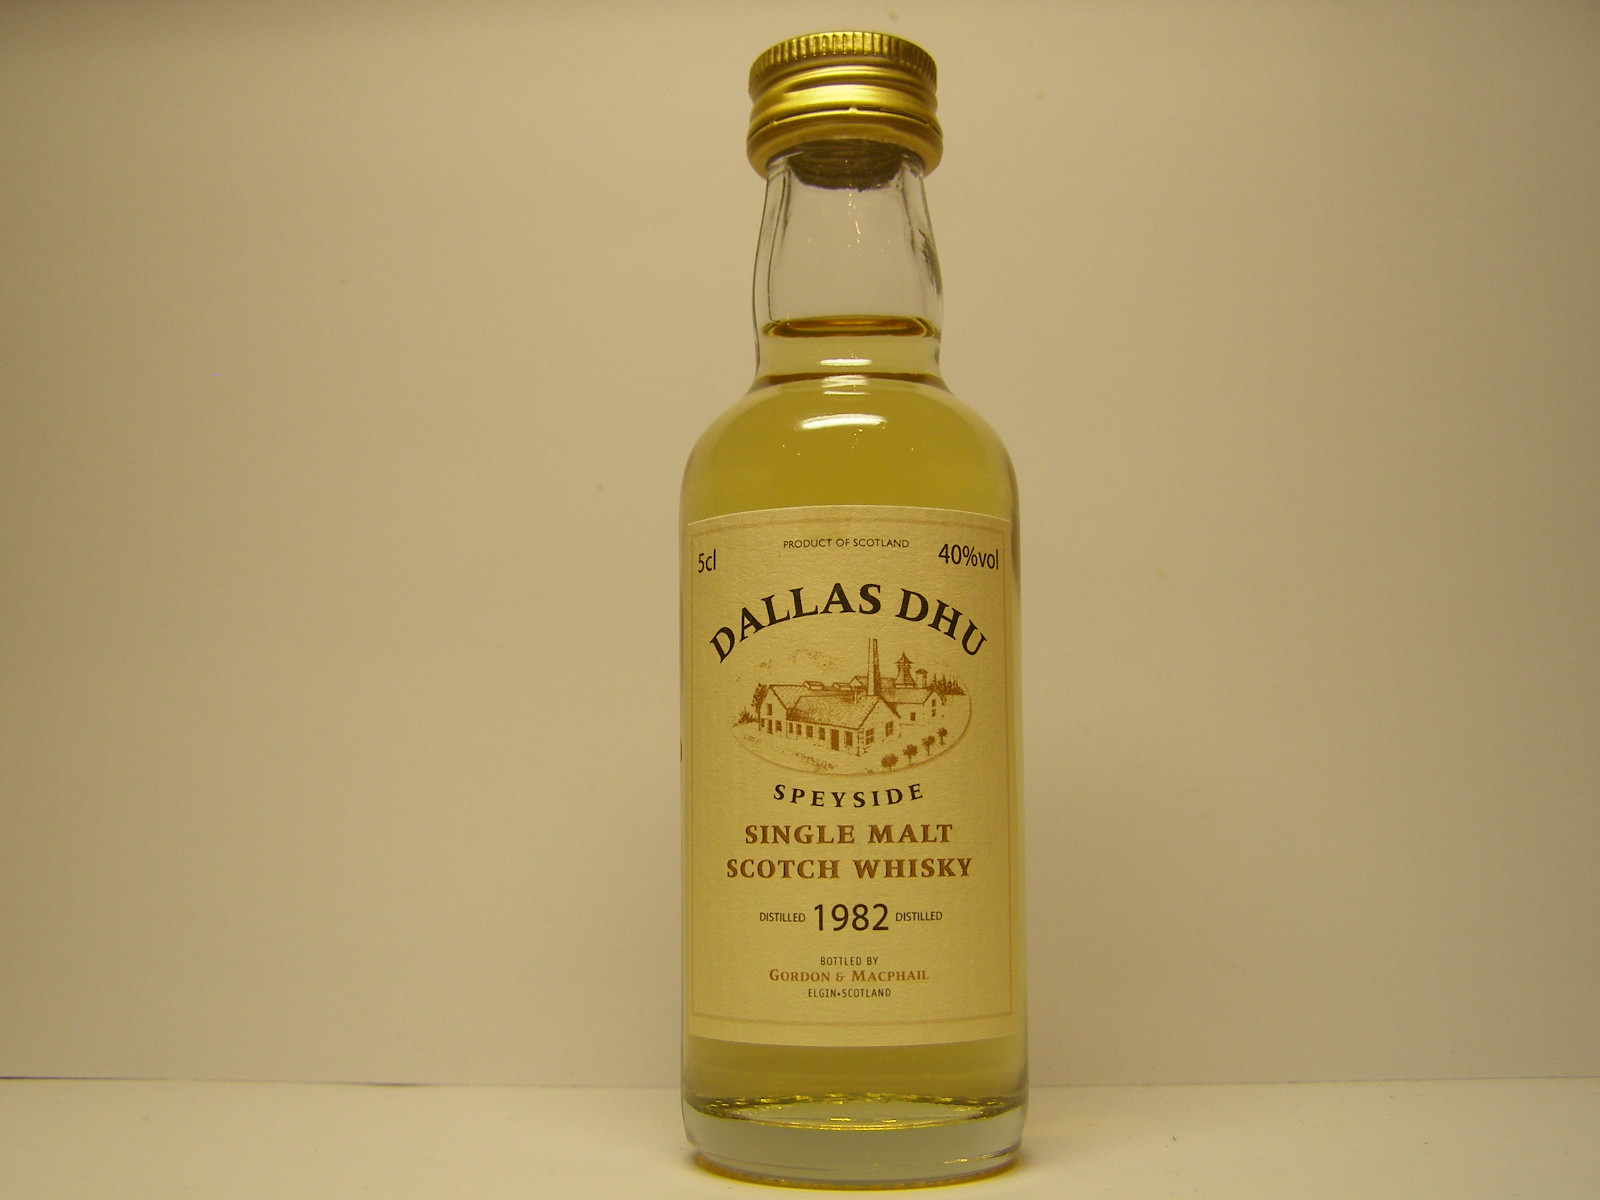 PRODUCT OF SCOTLAND
5cl 40%vol
DALLAS DHU
SPEYSIDE
SINGLE MALT
SCOTCH WHISKY
DISTILLED 1982 DISTILLED
BOTTLED BY
GORDON & MACPHAIL
ELGIN•SCOTLAND